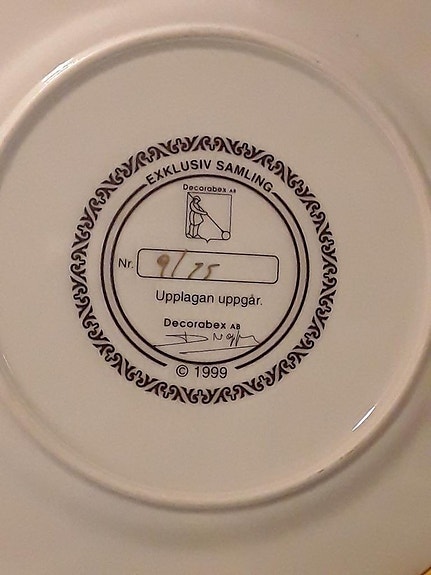 EXKLUSIV SAMLING
Decorabex AB
Nr. 9/75
Upplagan uppgår.
Decorabex AB
© 1999